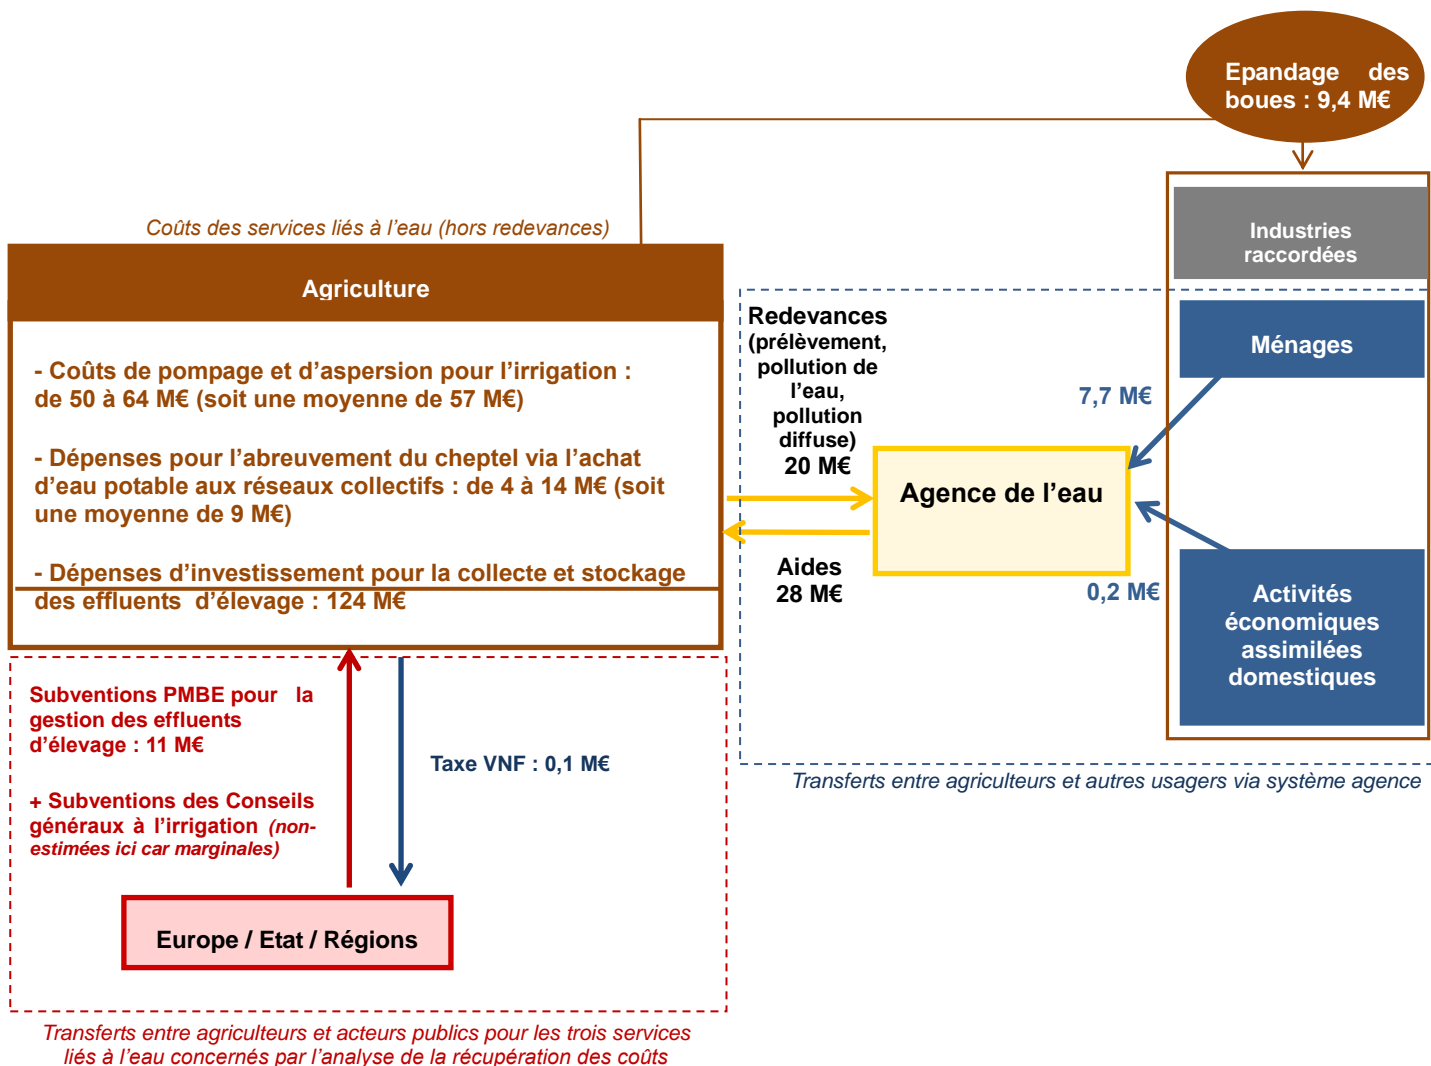 Epandage des
boues : 9,4 M€
Coûts des services liés à l'eau (hors redevances)
Agriculture
- Coûts de pompage et d'aspersion pour l'irrigation :
de 50 à 64 M€ (soit une moyenne de 57 M€)
- Dépenses pour l'abreuvement du cheptel via l'achat
d'eau potable aux réseaux collectifs : de 4 à 14 M€ (soit
une moyenne de 9 M€)
- Dépenses d'investissement pour la collecte et stockage
des effluents d'élevage : 124 M€
Redevances
(prélèvement,
pollution de
l'eau,
pollution
diffuse)
20 M€
Aides
28 M€
Agence de l'eau
7,7 M€
0,2 M€
Industries
raccordées
Ménages
Activités
économiques
assimilées
domestiques
Transferts entre agriculteurs et autres usagers via système agence
Subventions PMBE pour la
gestion des effluents
d'élevage : 11 M€
+ Subventions des Conseils
généraux à l'irrigation (non-
estimées ici car marginales)
Taxe VNF : 0,1 M€
Europe / Etat / Régions
Transferts entre agriculteurs et acteurs publics pour les trois services
liés à l'eau concernés par l'analyse de la récupération des coûts